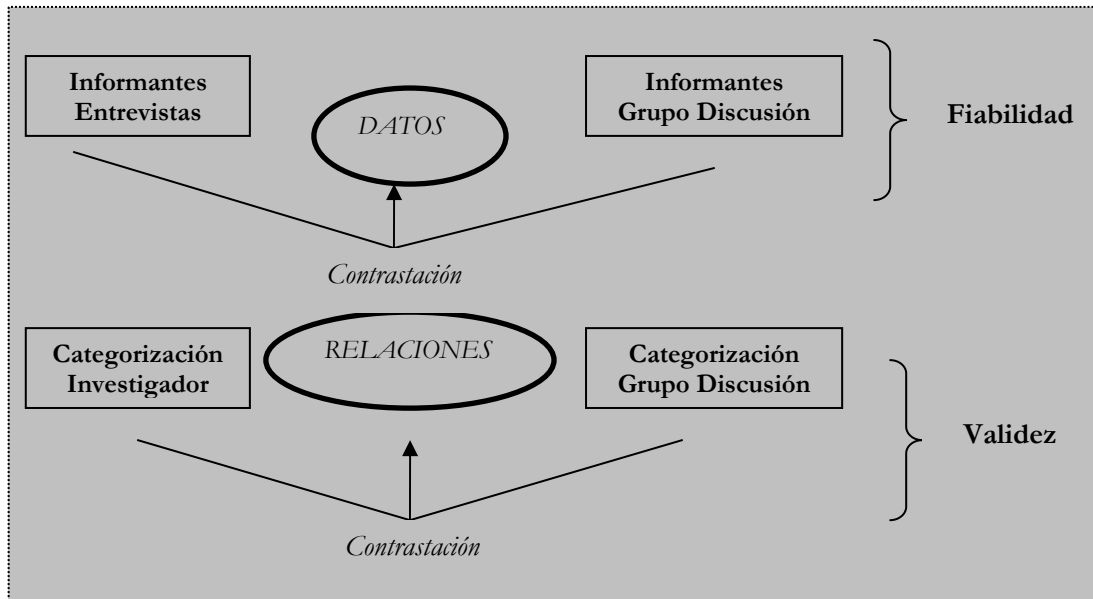 Informantes
Entrevistas
DATOS
Informantes
Grupo Discusión
Fiabilidad
Contrastación
Categorización
Investigador
RELACIONES
Categorización
Grupo Discusión
Validez
Contrastación